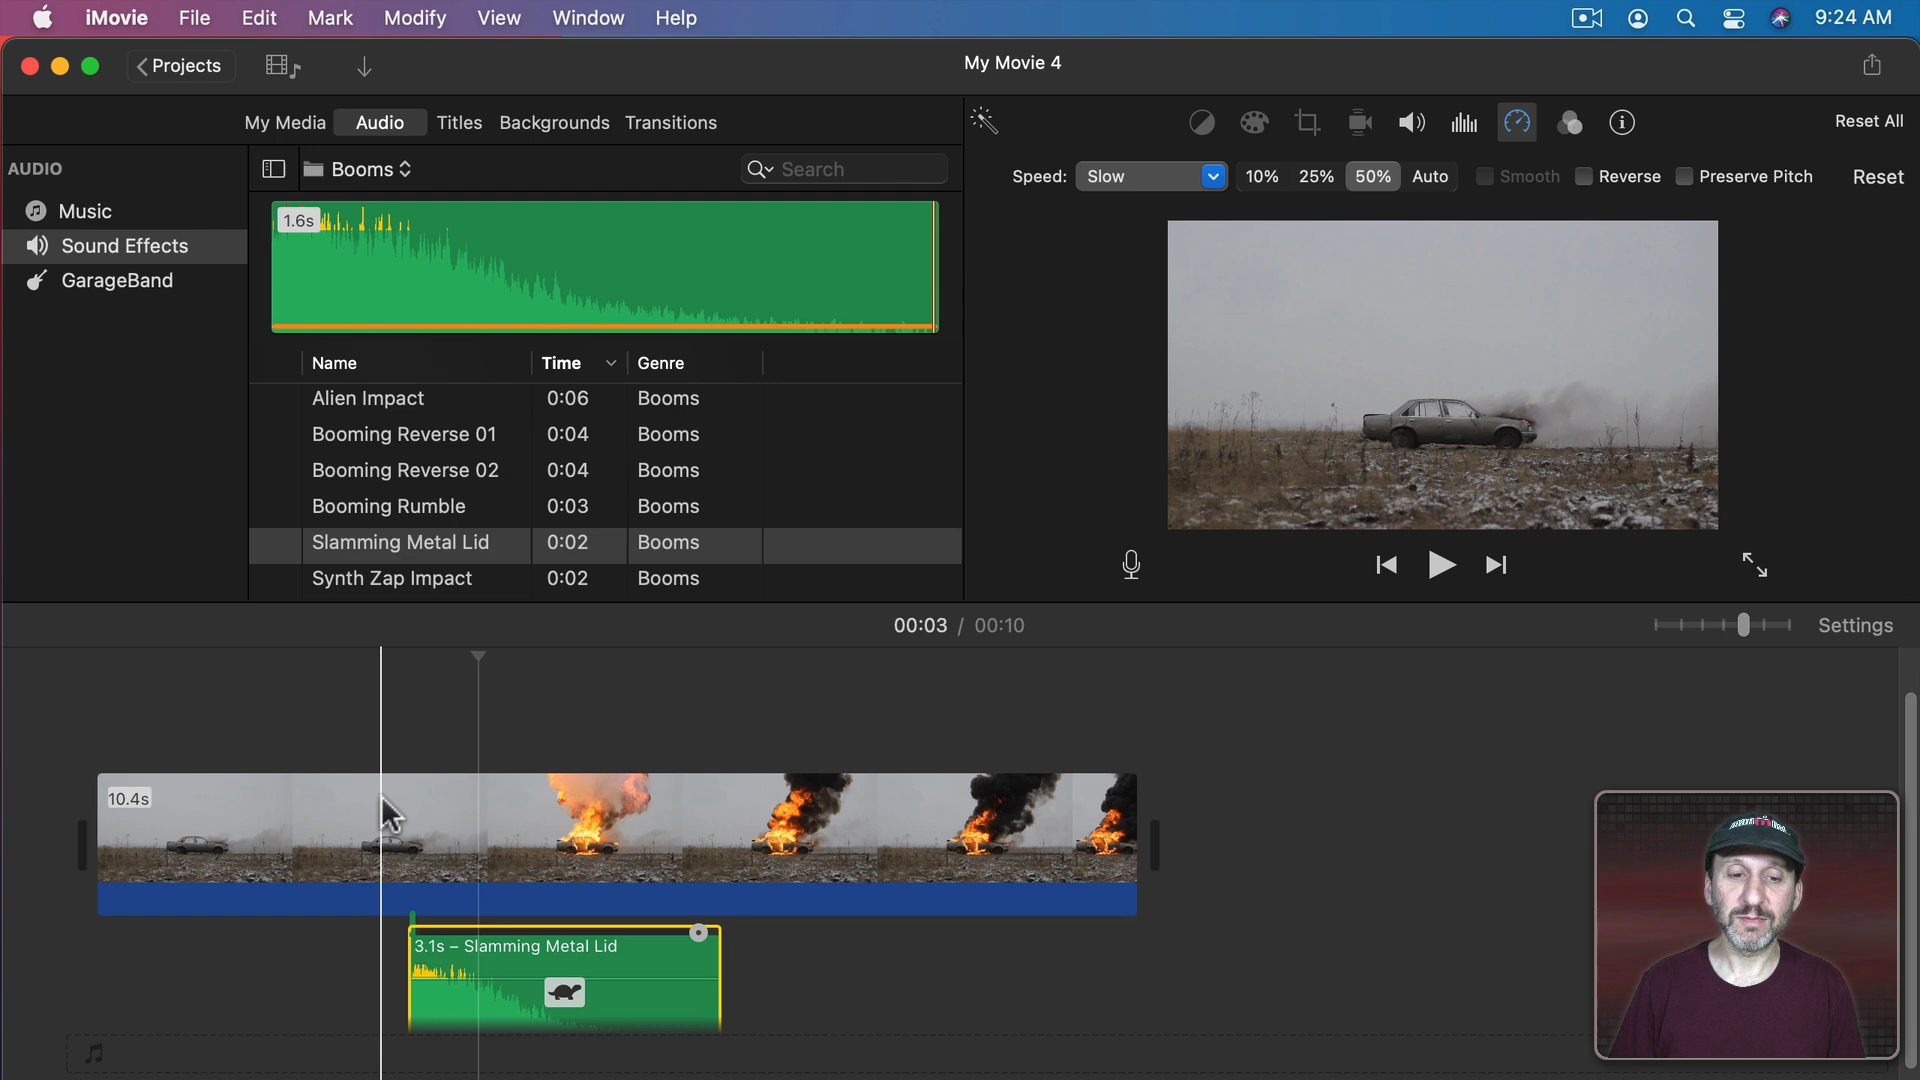 iMovie File Edit Mark Modify View Window Help 9:24 AM
Projects My Movie 4
My Media Audio Titles Backgrounds Transitions Reset All
AUDIO Booms Search Speed: Slow 10% 25% 50% Auto Smooth Reverse Preserve Pitch Reset
Music
Sound Effects
GarageBand
1.6s
Name Time Genre
Alien Impact 0:06 Booms
Booming Reverse 01 0:04 Booms
Booming Reverse 02 0:04 Booms
Booming Rumble 0:03 Booms
Slamming Metal Lid 0:02 Booms
Synth Zap Impact 0:02 Booms
00:03 / 00:10 Settings
10.4s
3.1s – Slamming Metal Lid